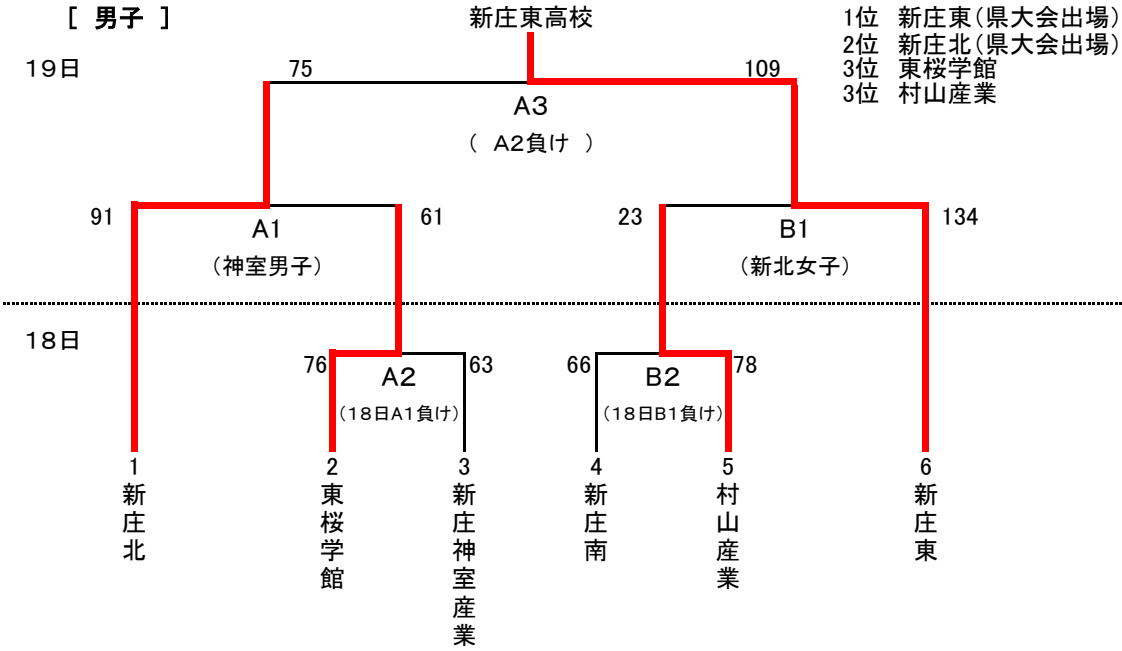 ［ 男子 ］
新庄東高校
1位 新庄東（県大会出場）
2位 新庄北（県大会出場）
3位 東桜学館
3位 村山産業
19日
75
109
A3
（ A2負け ）
91
61
23
134
A1
B1
（神室男子）
（新北女子）
18日
76
63
66
78
A2
B2
（18日A1負け）
（18日B1負け）
1
新庄北
2
東桜学館
3
新庄神室産業
4
新庄南
5
村山産業
6
新庄東